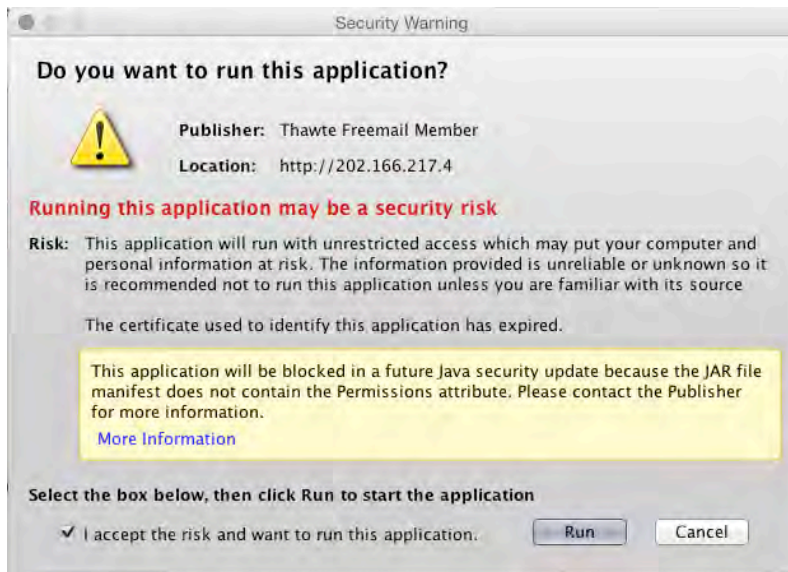 Security Warning
Do you want to run this application?
Publisher: Thawte Freemail Member
Location: http://202.166.217.4
Running this application may be a security risk
Risk: This application will run with unrestricted access which may put your computer and
personal information at risk. The information provided is unreliable or unknown so it
is recommended not to run this application unless you are familiar with its source
The certificate used to identify this application has expired.
This application will be blocked in a future Java security update because the JAR file
manifest does not contain the Permissions attribute. Please contact the Publisher
for more information.
More Information
Select the box below, then click Run to start the application
I accept the risk and want to run this application. Run Cancel